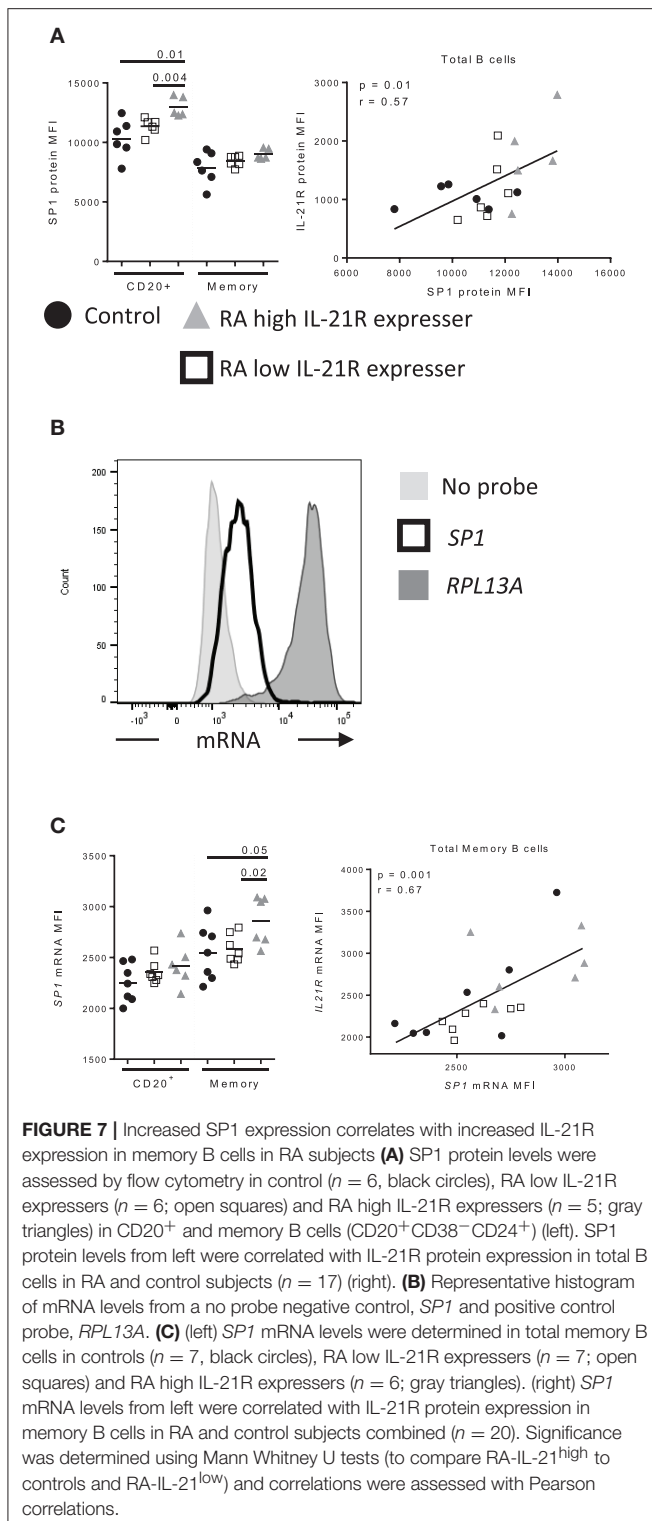 A
0.01
0.004
15000
10000
5000
0
SP1 protein MFI
CD20+ Memory
Total B cells
p = 0.01
r = 0.57
3000
2000
1000
0
IL-21R protein MFI
6000 8000 10000 12000 14000 16000
SP1 protein MFI
Control RA high IL-21R expresser
RA low IL-21R expresser
B
200
150
100
50
0
Count
-10³ 0 10³ 10⁴ 10⁵
mRNA
No probe
SP1
RPL13A
C
0.05
0.02
3500
3000
2500
2000
1500
SP1 mRNA MFI
CD20⁺ Memory
Total Memory B cells
p = 0.001
r = 0.67
4000
3500
3000
2500
2000
IL21R mRNA MFI
2500 3000
SP1 mRNA MFI
FIGURE 7 | Increased SP1 expression correlates with increased IL-21R
expression in memory B cells in RA subjects (A) SP1 protein levels were
assessed by flow cytometry in control (n = 6, black circles), RA low IL-21R
expressers (n = 6; open squares) and RA high IL-21R expressers (n = 5; gray
triangles) in CD20⁺ and memory B cells (CD20⁺CD38⁻CD24⁺) (left). SP1
protein levels from left were correlated with IL-21R protein expression in total B
cells in RA and control subjects (n = 17) (right). (B) Representative histogram
of mRNA levels from a no probe negative control, SP1 and positive control
probe, RPL13A. (C) (left) SP1 mRNA levels were determined in total memory B
cells in controls (n = 7, black circles), RA low IL-21R expressers (n = 7; open
squares) and RA high IL-21R expressers (n = 6; gray triangles). (right) SP1
mRNA levels from left were correlated with IL-21R protein expression in
memory B cells in RA and control subjects combined (n = 20). Significance
was determined using Mann Whitney U tests (to compare RA-IL-21ʰⁱᵍʰ to
controls and RA-IL-21ˡᵒʷ) and correlations were assessed with Pearson
correlations.